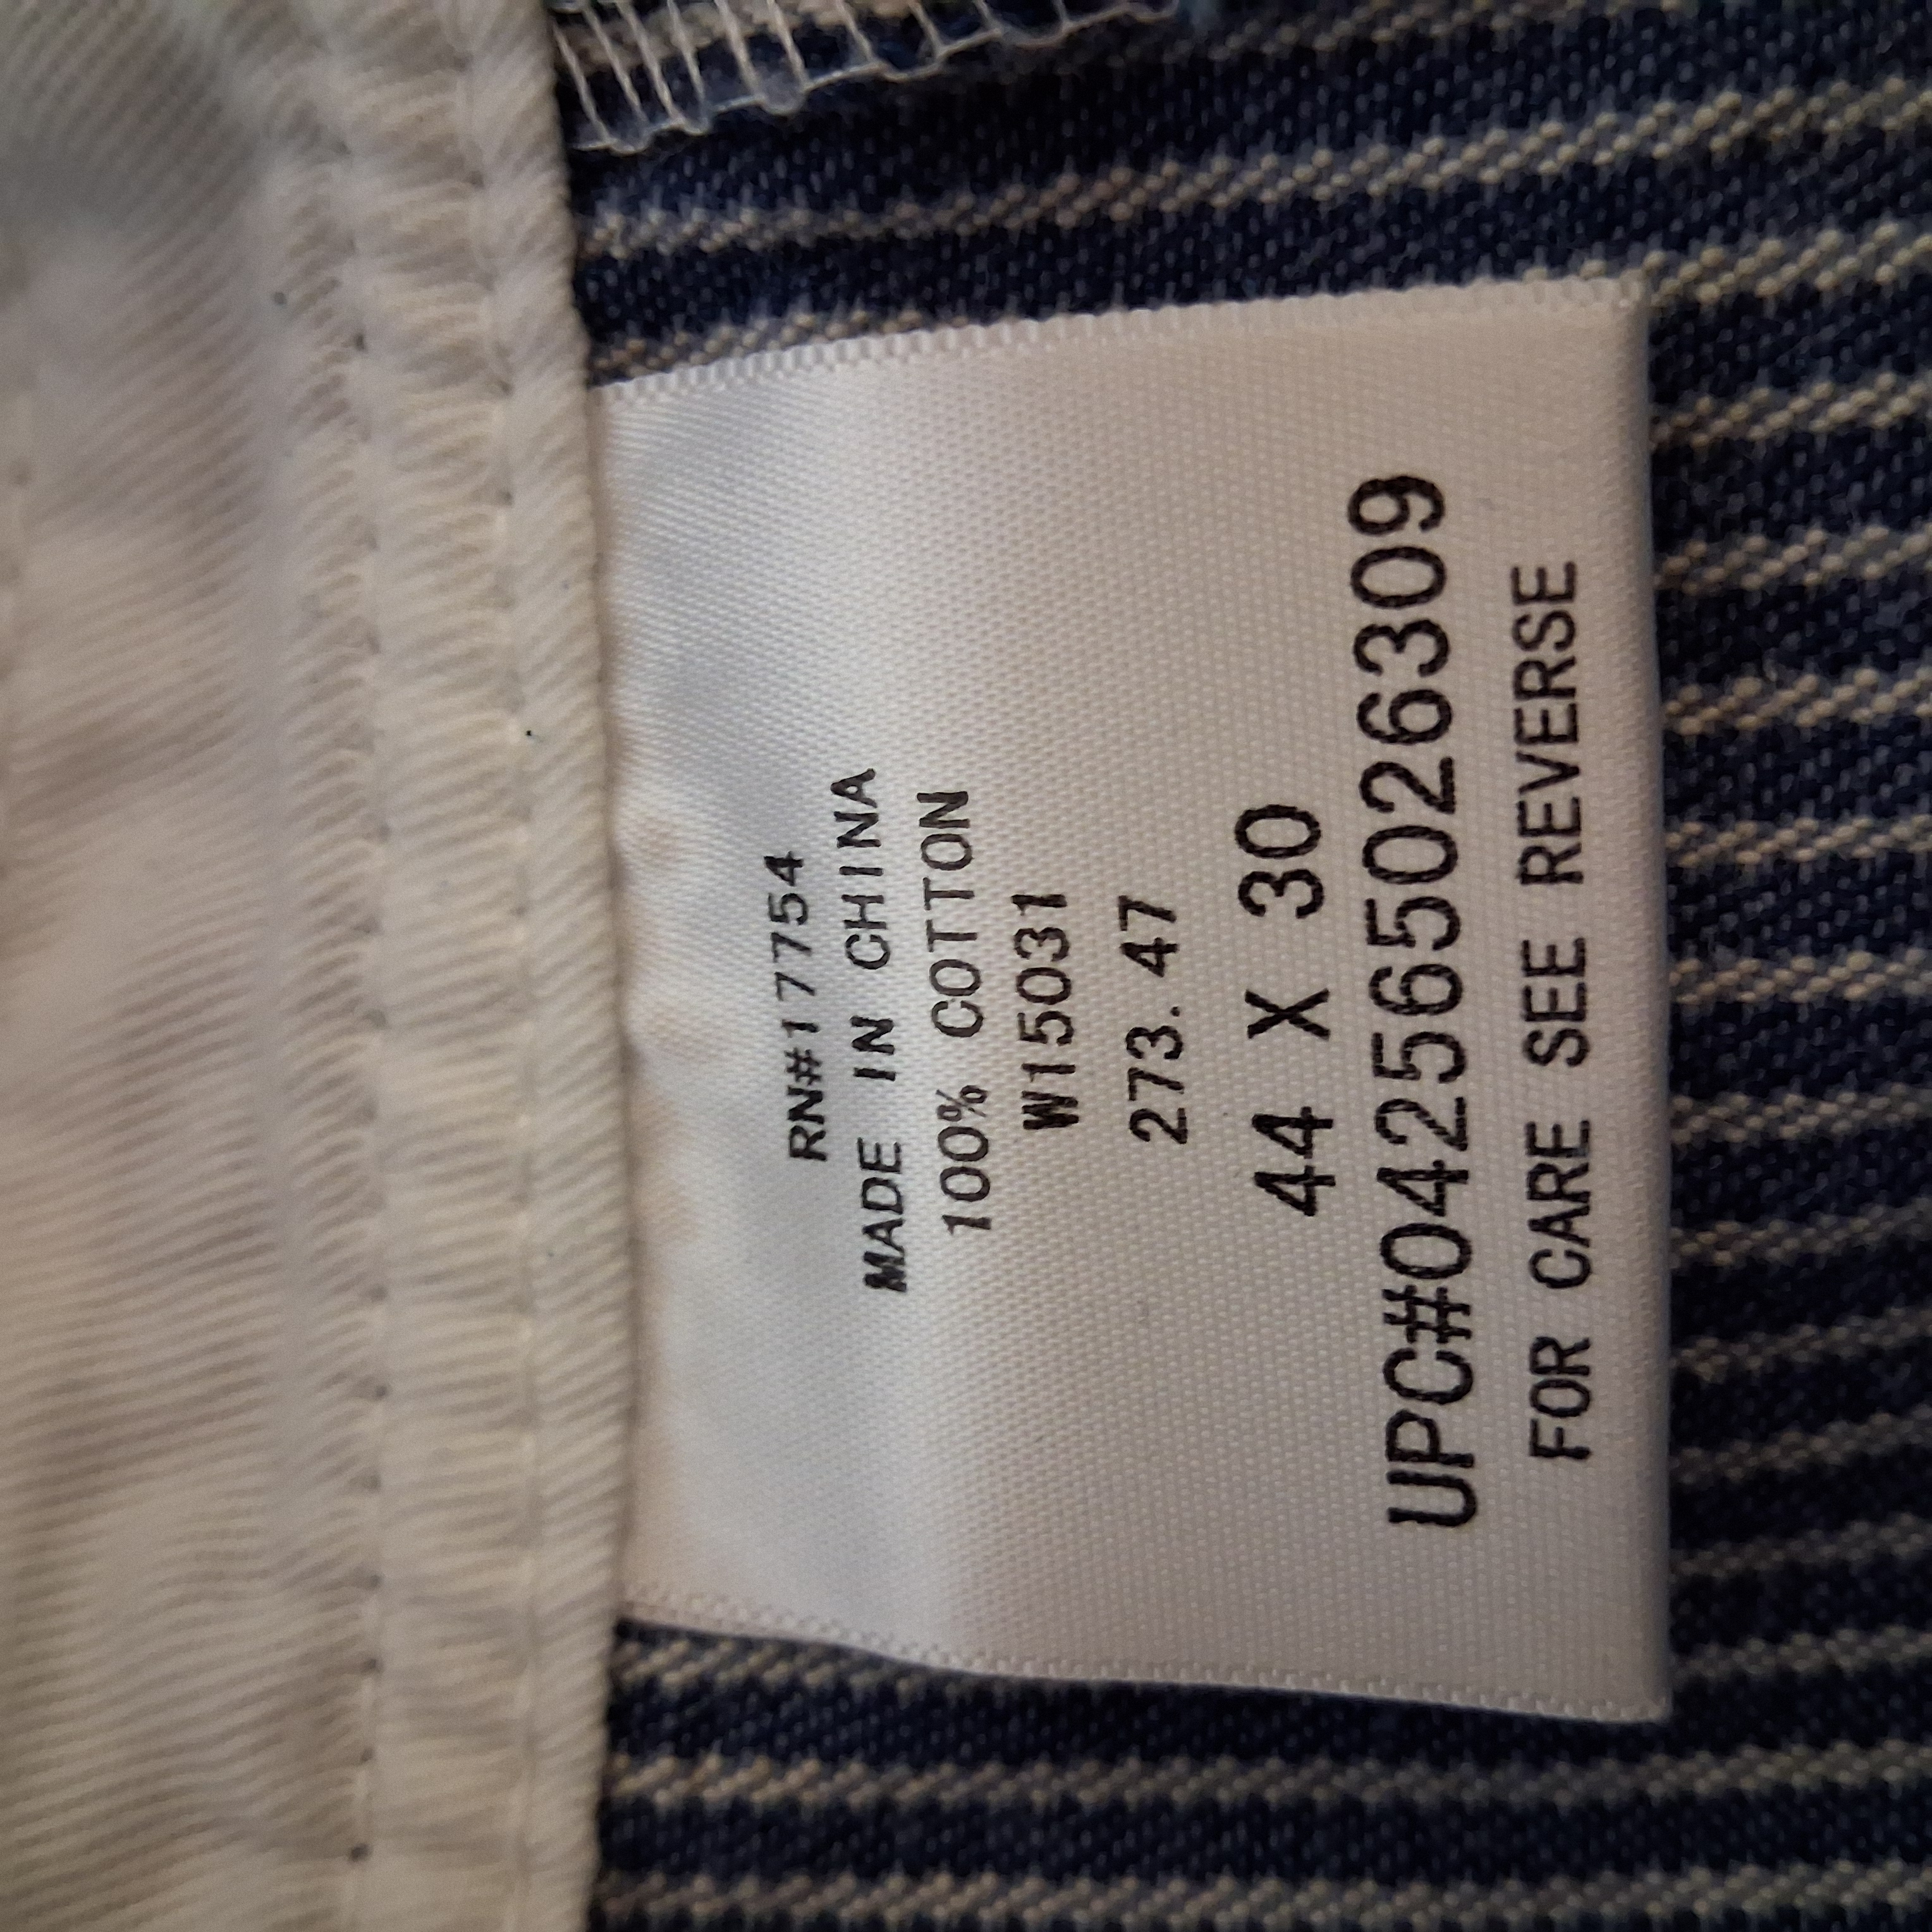 RN#17754
MADE IN CHINA
100% COTTON
W15031
273.47
44 X 30
UPC#042565026309
FOR CARE SEE REVERSE